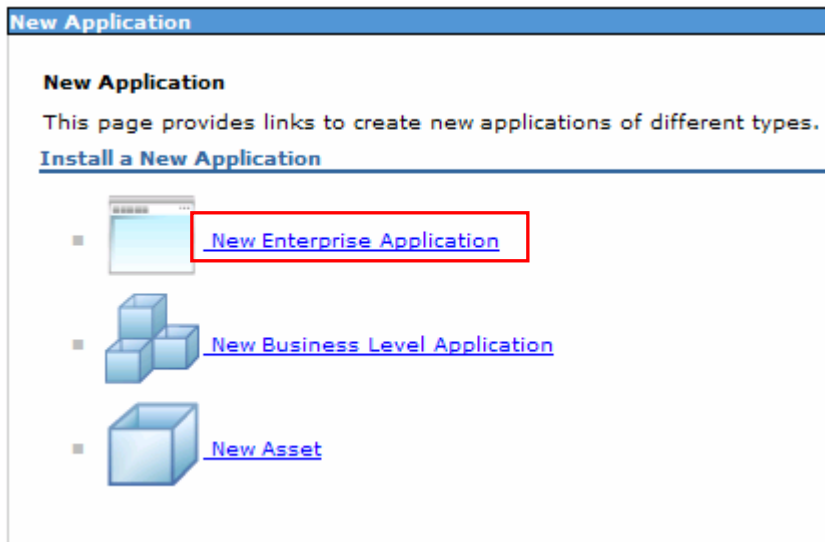 New Application
New Application
This page provides links to create new applications of different types.
Install a New Application
New Enterprise Application
New Business Level Application
New Asset